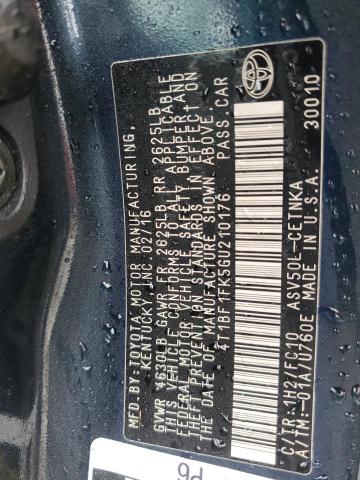 MFD. BY: TOYOTA MOTOR MANUFACTURING,
KENTUCKY, INC. 02/16
GVWR 4630LB GAWR FR 2625LB RR 2625LB
THIS VEHICLE CONFORMS TO ALL APPLICABLE
FEDERAL MOTOR VEHICLE SAFETY, BUMPER, AND
THEFT PREVENTION STANDARDS IN EFFECT ON
THE DATE OF MANUFACTURE SHOWN ABOVE.
4T1BF1FK5GU210176 PASS. CAR
C/TR: 1H2/FC10 ASV50L-CETNKA
A/TM: -01A/U760E MADE IN U.S.A. 30010
P6